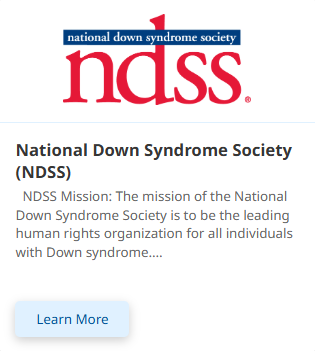 national down syndrome society
ndss®
National Down Syndrome Society
(NDSS)
NDSS Mission: The mission of the National
Down Syndrome Society is to be the leading
human rights organization for all individuals
with Down syndrome....
Learn More